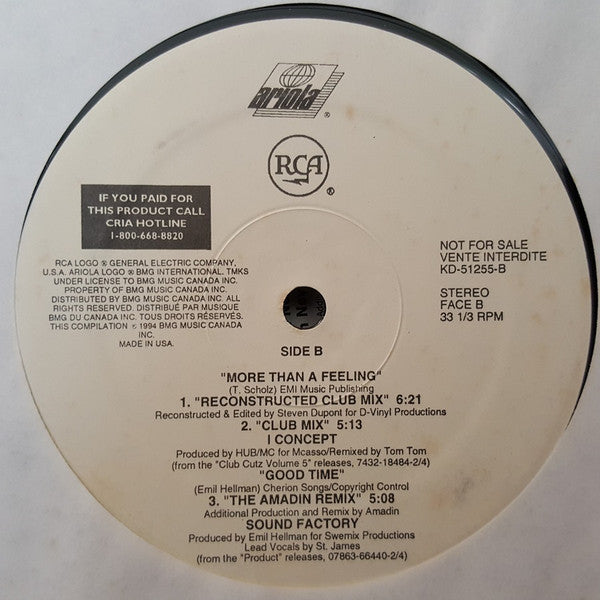 ariola ®
RCA ®
IF YOU PAID FOR
THIS PRODUCT CALL
CRIA HOTLINE
1-800-668-8820
RCA LOGO ® GENERAL ELECTRIC COMPANY,
U.S.A. ARIOLA LOGO ® BMG INTERNATIONAL. TMKS
UNDER LICENSE TO BMG MUSIC CANADA INC.
PROPERTY OF BMG MUSIC CANADA INC.
DISTRIBUTED BY BMG MUSIC CANADA INC. ALL
RIGHTS RESERVED. DISTRIBUÉ PAR MUSIQUE
BMG DU CANADA INC. TOUS DROITS RÉSERVÉS.
THIS COMPILATION © 1994 BMG MUSIC CANADA
INC.
MADE IN USA.
NOT FOR SALE
VENTE INTERDITE
KD-51255-B
STEREO
FACE B
33 1/3 RPM
SIDE B
"MORE THAN A FEELING"
(T. Scholz) EMI Music Publishing
1. "RECONSTRUCTED CLUB MIX" 6:21
Reconstructed & Edited by Steven Dupont for D-Vinyl Productions
2. "CLUB MIX" 5:13
I CONCEPT
Produced by HUB/MC for Mcasso/Remixed by Tom Tom
(from the "Club Cutz Volume 5" releases, 7432-18484-2/4)
"GOOD TIME"
(Emil Hellman) Cherion Songs/Copyright Control
3. "THE AMADIN REMIX" 5:08
Additional Production and Remix by Amadin
SOUND FACTORY
Produced by Emil Hellman for Swemix Productions
Lead Vocals by St. James
(from the "Product" releases, 07863-66440-2/4)